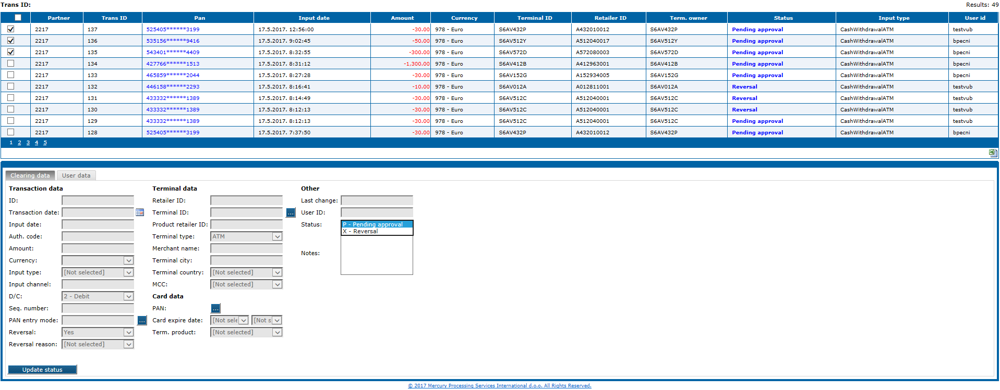 Trans ID:
Results: 49
Partner Trans ID Pan Input date Amount Currency Terminal ID Retailer ID Term. owner Status Input type User id
2217 137 525405******3199 17.5.2017. 12:56:00 -30.00 978 - Euro S6AV432P A432010012 S6AV432P Pending approval CashWithdrawalATM testvub
2217 136 535156******9416 17.5.2017. 9:02:45 -50.00 978 - Euro S6AV512Y A512040017 S6AV512Y Pending approval CashWithdrawalATM bpecni
2217 135 543401******4409 17.5.2017. 8:32:55 -300.00 978 - Euro S6AV572D A572080003 S6AV572D Pending approval CashWithdrawalATM bpecni
2217 134 427766******1513 17.5.2017. 8:31:12 -1,300.00 978 - Euro S6AV412B A412963001 S6AV412B Pending approval CashWithdrawalATM bpecni
2217 133 465859******2044 17.5.2017. 8:27:28 -30.00 978 - Euro S6AV152G A152934005 S6AV152G Pending approval CashWithdrawalATM bpecni
2217 132 446158******2293 17.5.2017. 8:16:41 -10.00 978 - Euro S6AV012A A012811001 S6AV012A Reversal CashWithdrawalATM testvub
2217 131 433332******1389 17.5.2017. 8:14:49 -30.00 978 - Euro S6AV512C A512040001 S6AV512C Reversal CashWithdrawalATM testvub
2217 130 433332******1389 17.5.2017. 8:12:13 -30.00 978 - Euro S6AV512C A512040001 S6AV512C Reversal CashWithdrawalATM testvub
2217 129 433332******1389 17.5.2017. 8:12:13 -30.00 978 - Euro S6AV512C A512040001 S6AV512C Pending approval CashWithdrawalATM testvub
2217 128 525405******3199 17.5.2017. 7:37:50 -30.00 978 - Euro S6AV432P A432010012 S6AV432P Pending approval CashWithdrawalATM bpecni
1 2 3 4 5
Clearing data User data
Transaction data
ID:
Transaction date:
Input date:
Auth. code:
Amount:
Currency:
Input type: [Not selected]
Input channel:
D/C: 2 - Debit
Seq. number:
PAN entry mode: ...
Reversal: Yes
Reversal reason: [Not selected]
Terminal data
Retailer ID:
Terminal ID: ...
Product retailer ID:
Terminal type: ATM
Merchant name:
Terminal city:
Terminal country: [Not selected]
MCC: [Not selected]
Card data
PAN: ...
Card expire date: [Not sele [Not s
Term. product: [Not selected]
Other
Last change:
User ID:
Status: P - Pending approval
X - Reversal
Notes:
Update status
© 2017 Mercury Processing Services International d.o.o. All Rights Reserved.